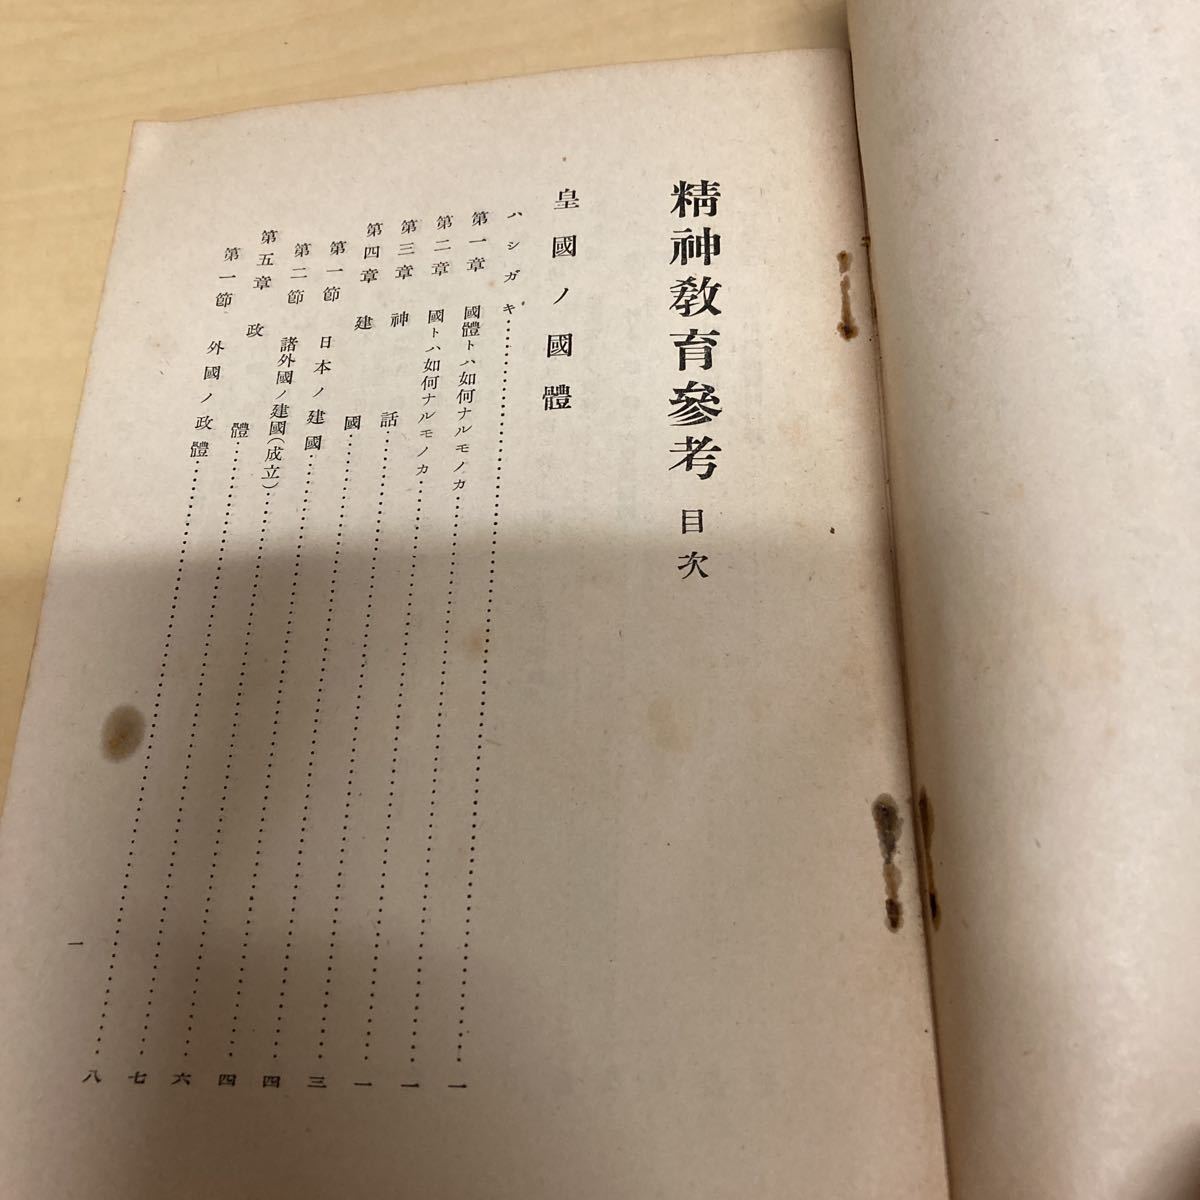 精神敎育參考 目次
皇國ノ國體
ハシガキ……一
第一章 國體トハ如何ナルモノカ……一
第二章 國トハ如何ナルモノカ……一
第三章 神話……三
第四章 建國……四
第一節 日本ノ建國……四
第二節 諸外國ノ建國(成立)……六
第五章 政體……七
第一節 外國ノ政體……八
一